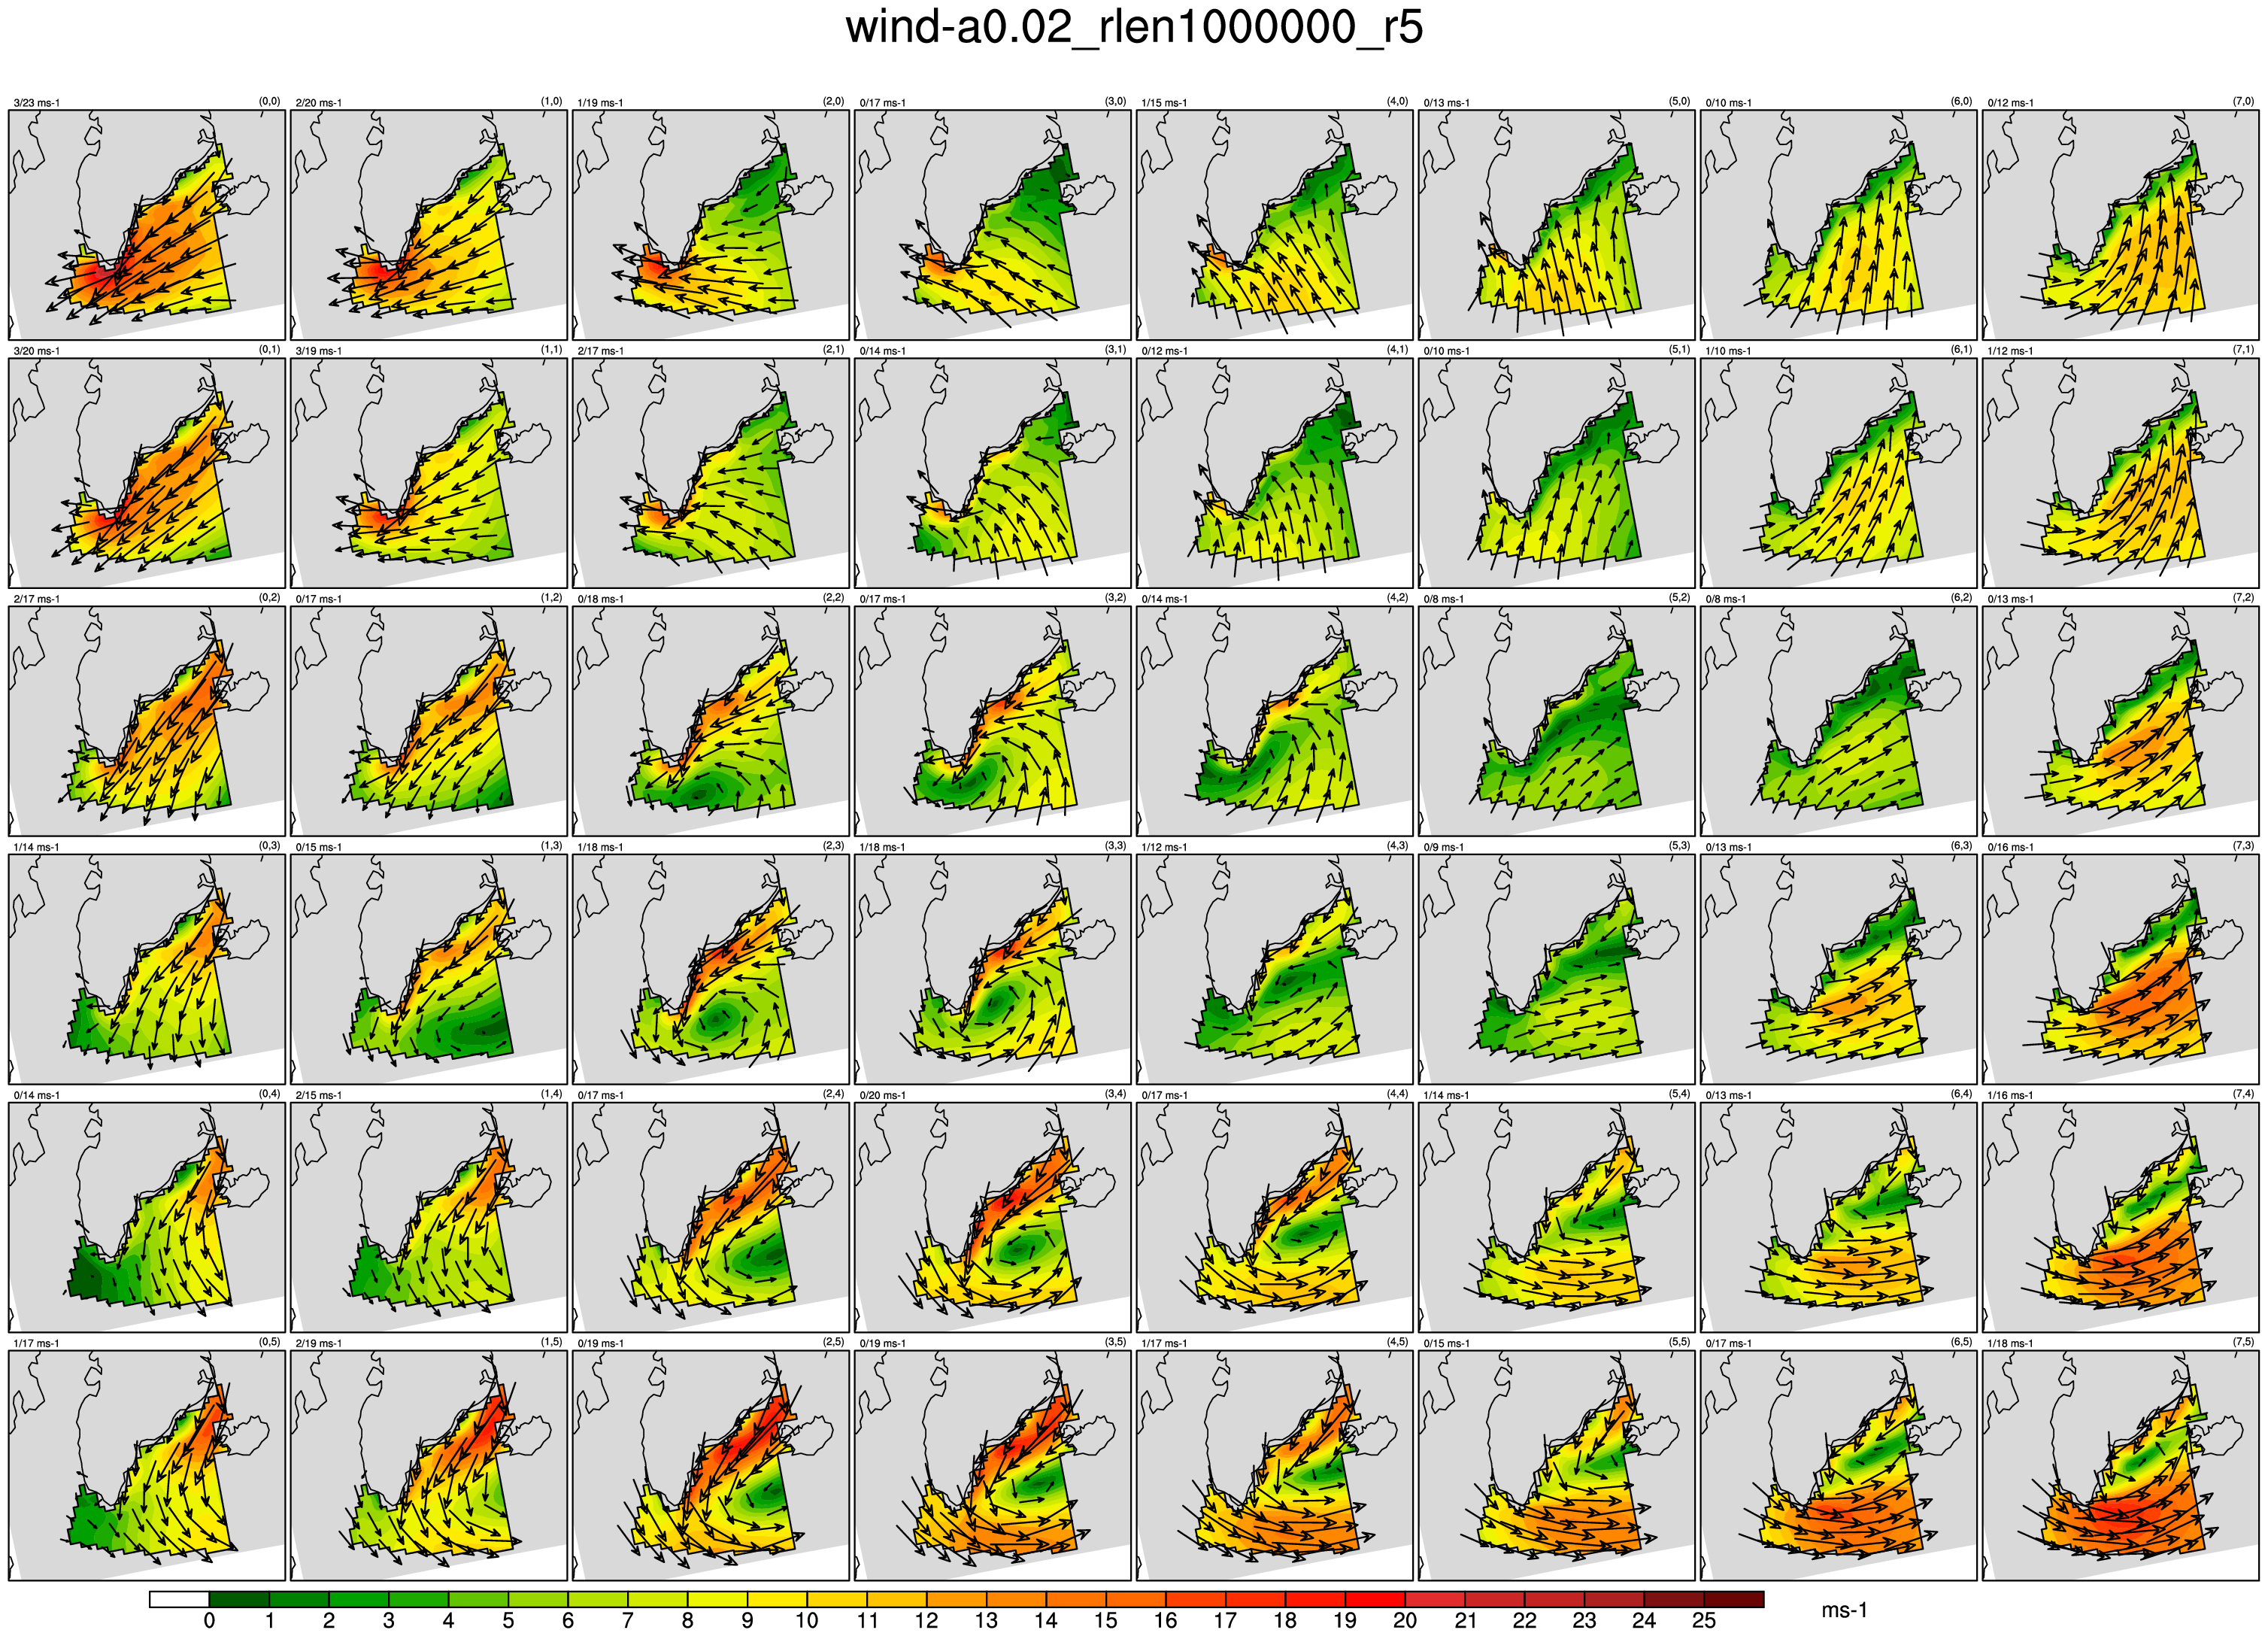 wind-a0.02_rlen1000000_r5
3/23 ms-1 (0,0) 2/20 ms-1 (1,0) 1/19 ms-1 (2,0) 0/17 ms-1 (3,0) 1/15 ms-1 (4,0) 0/13 ms-1 (5,0) 0/10 ms-1 (6,0) 0/12 ms-1 (7,0)
3/20 ms-1 (0,1) 3/19 ms-1 (1,1) 2/17 ms-1 (2,1) 0/14 ms-1 (3,1) 0/12 ms-1 (4,1) 0/10 ms-1 (5,1) 1/10 ms-1 (6,1) 1/12 ms-1 (7,1)
2/17 ms-1 (0,2) 0/17 ms-1 (1,2) 0/18 ms-1 (2,2) 0/17 ms-1 (3,2) 0/14 ms-1 (4,2) 0/8 ms-1 (5,2) 0/8 ms-1 (6,2) 0/13 ms-1 (7,2)
1/14 ms-1 (0,3) 0/15 ms-1 (1,3) 1/18 ms-1 (2,3) 1/18 ms-1 (3,3) 1/12 ms-1 (4,3) 0/9 ms-1 (5,3) 0/13 ms-1 (6,3) 0/16 ms-1 (7,3)
0/14 ms-1 (0,4) 2/15 ms-1 (1,4) 0/17 ms-1 (2,4) 0/20 ms-1 (3,4) 0/17 ms-1 (4,4) 1/14 ms-1 (5,4) 0/13 ms-1 (6,4) 1/16 ms-1 (7,4)
1/17 ms-1 (0,5) 2/19 ms-1 (1,5) 0/19 ms-1 (2,5) 0/19 ms-1 (3,5) 1/17 ms-1 (4,5) 0/15 ms-1 (5,5) 0/17 ms-1 (6,5) 1/18 ms-1 (7,5)
0 1 2 3 4 5 6 7 8 9 10 11 12 13 14 15 16 17 18 19 20 21 22 23 24 25 ms-1